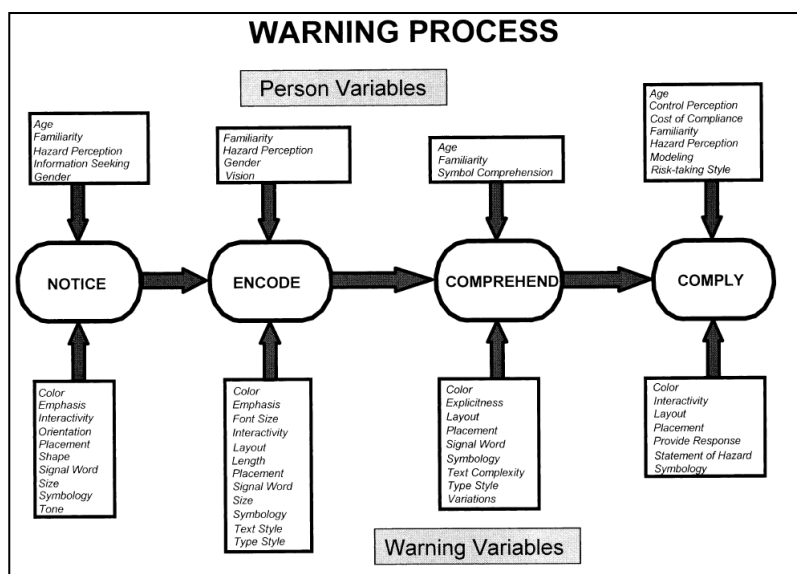 WARNING PROCESS
Person Variables
Age
Familiarity
Hazard Perception
Information Seeking
Gender
Familiarity
Hazard Perception
Gender
Vision
Age
Familiarity
Symbol Comprehension
Age
Control Perception
Cost of Compliance
Familiarity
Hazard Perception
Modeling
Risk-taking Style
NOTICE
ENCODE
COMPREHEND
COMPLY
Color
Emphasis
Interactivity
Orientation
Placement
Shape
Signal Word
Size
Symbology
Tone
Color
Emphasis
Font Size
Interactivity
Layout
Length
Placement
Signal Word
Size
Symbology
Text Style
Type Style
Color
Explicitness
Layout
Placement
Signal Word
Symbology
Text Complexity
Type Style
Variations
Color
Interactivity
Layout
Placement
Provide Response
Statement of Hazard
Symbology
Warning Variables